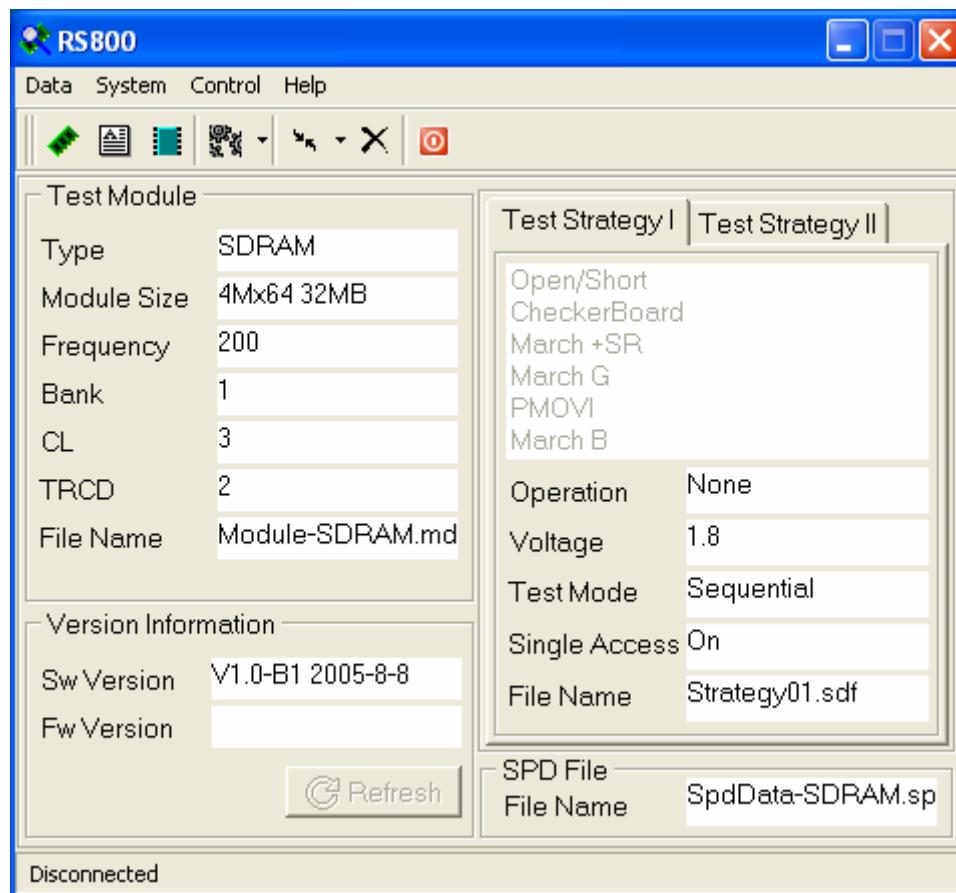 RS800
Data System Control Help
Test Module
Type SDRAM
Module Size 4Mx64 32MB
Frequency 200
Bank 1
CL 3
TRCD 2
File Name Module-SDRAM.md
Version Information
Sw Version V1.0-B1 2005-8-8
Fw Version
Refresh
Test Strategy I Test Strategy II
Open/Short
CheckerBoard
March +SR
March G
PMOVI
March B
Operation None
Voltage 1.8
Test Mode Sequential
Single Access On
File Name Strategy01.sdf
SPD File
File Name SpdData-SDRAM.sp
Disconnected